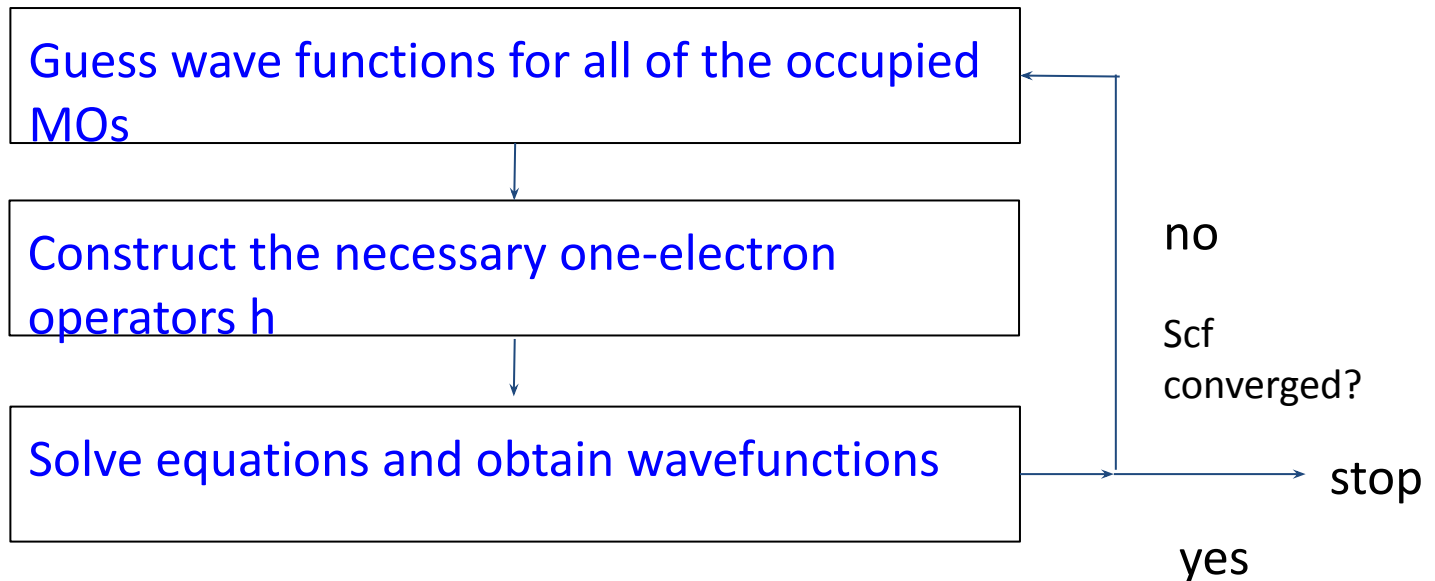 Guess wave functions for all of the occupied
MOs
Construct the necessary one-electron
operators h
no
Scf
converged?
Solve equations and obtain wavefunctions
stop
yes